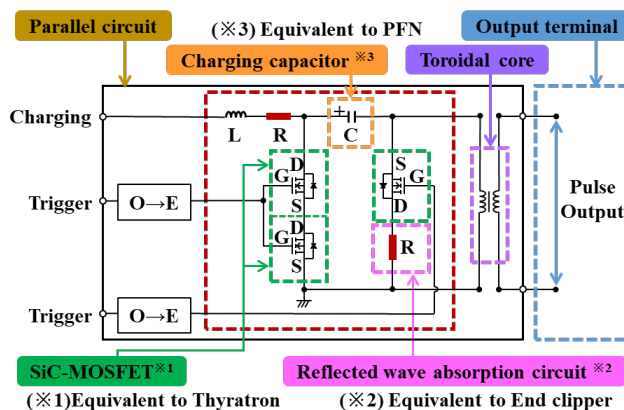 (※3) Equivalent to PFN
Parallel circuit
Output terminal
Charging capacitor ※3
Toroidal core
Charging
L
R
+
C
D
G
S
S
G
D
Trigger
O→E
D
G
S
R
Pulse
Output
Trigger
O→E
SiC-MOSFET※1
Reflected wave absorption circuit ※2
(※1)Equivalent to Thyratron
(※2) Equivalent to End clipper